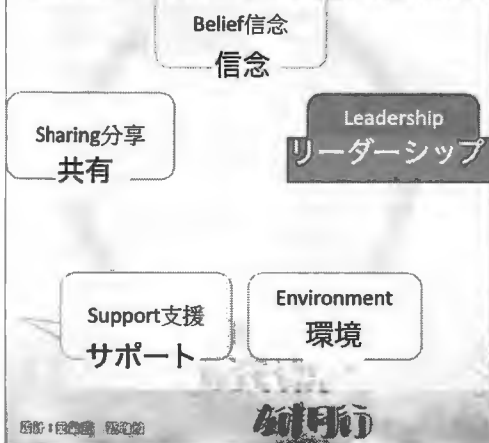 Belief信念
信念
Leadership
リーダーシップ
Sharing分享
共有
Support支援
サポート
Environment
環境